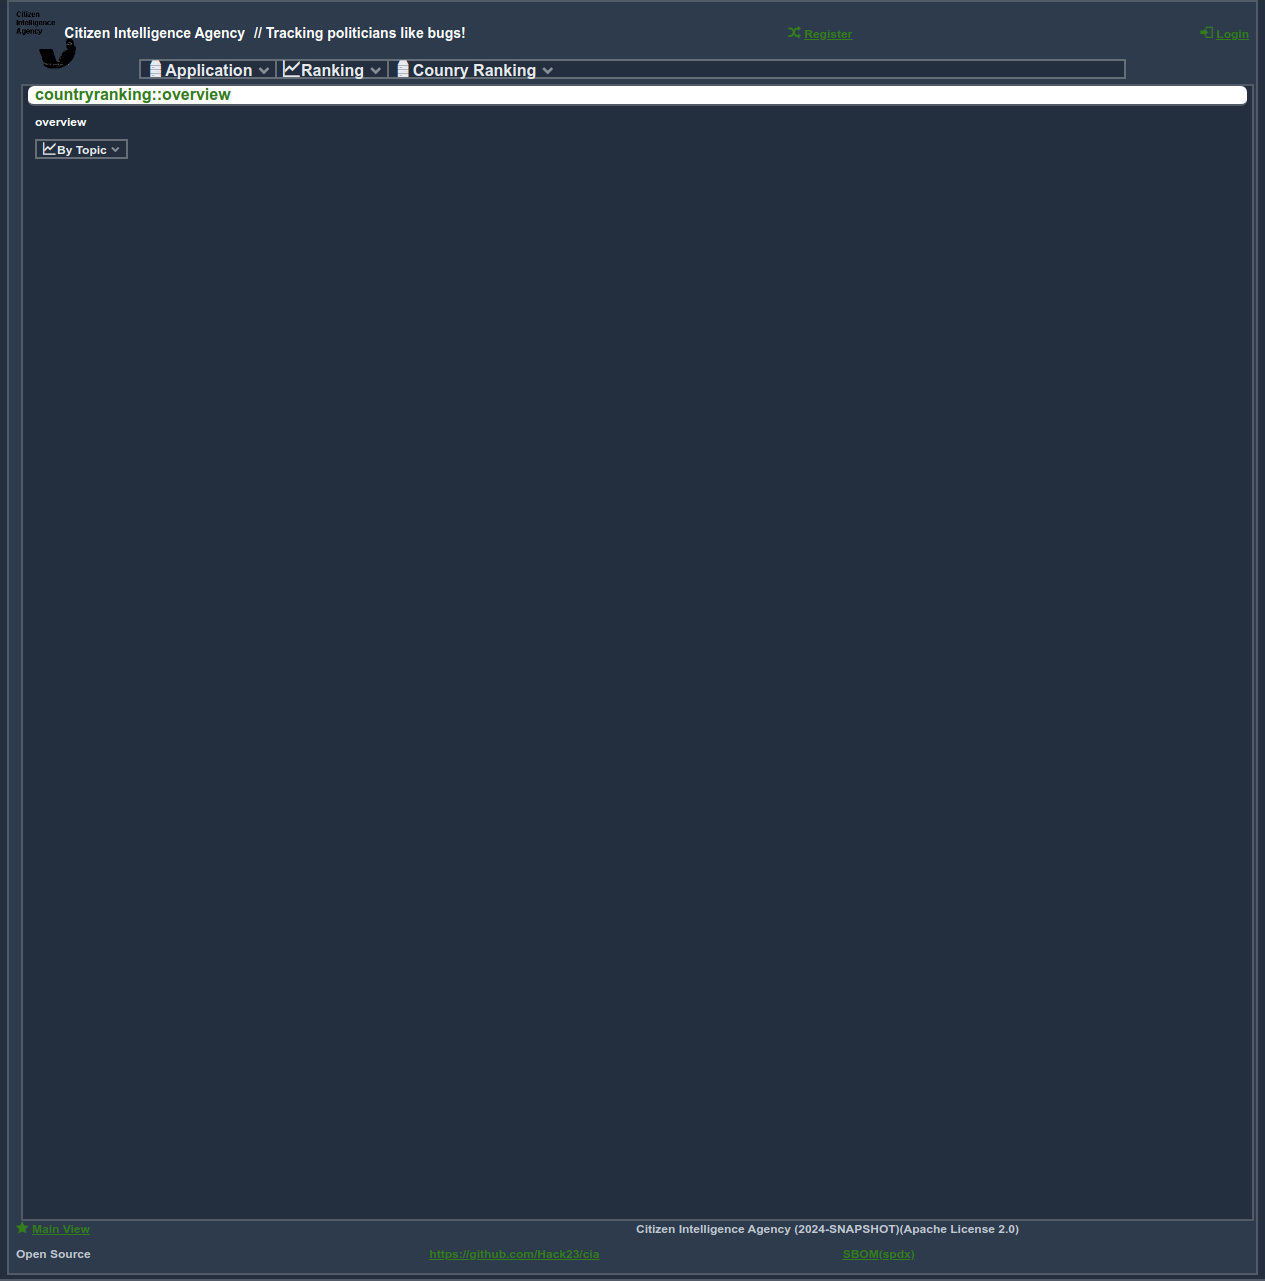 Citizen
Intelligence
Agency
Citizen Intelligence Agency // Tracking politicians like bugs!
Register
Login
Application
Ranking
Counry Ranking
countryranking::overview
overview
By Topic
Main View
Citizen Intelligence Agency (2024-SNAPSHOT)(Apache License 2.0)
Open Source
https://github.com/Hack23/cia
SBOM(spdx)